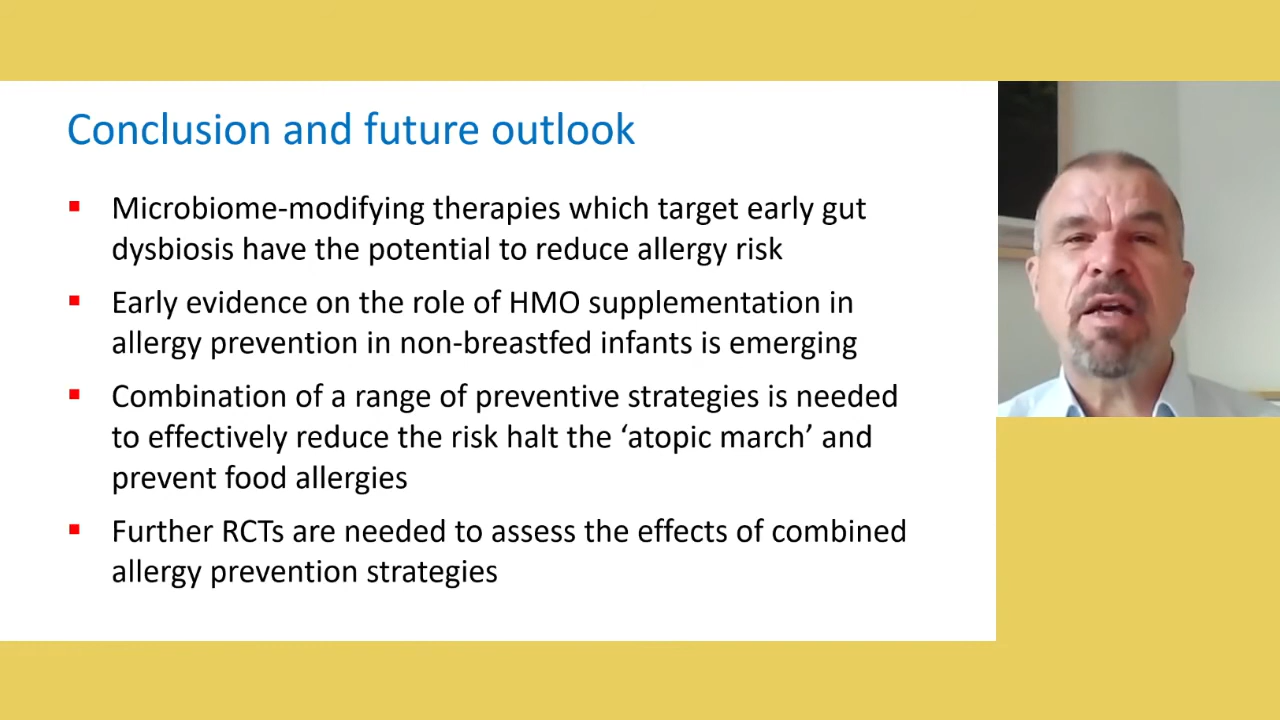 Conclusion and future outlook
Microbiome-modifying therapies which target early gut
dysbiosis have the potential to reduce allergy risk
Early evidence on the role of HMO supplementation in
allergy prevention in non-breastfed infants is emerging
Combination of a range of preventive strategies is needed
to effectively reduce the risk halt the ‘atopic march’ and
prevent food allergies
Further RCTs are needed to assess the effects of combined
allergy prevention strategies